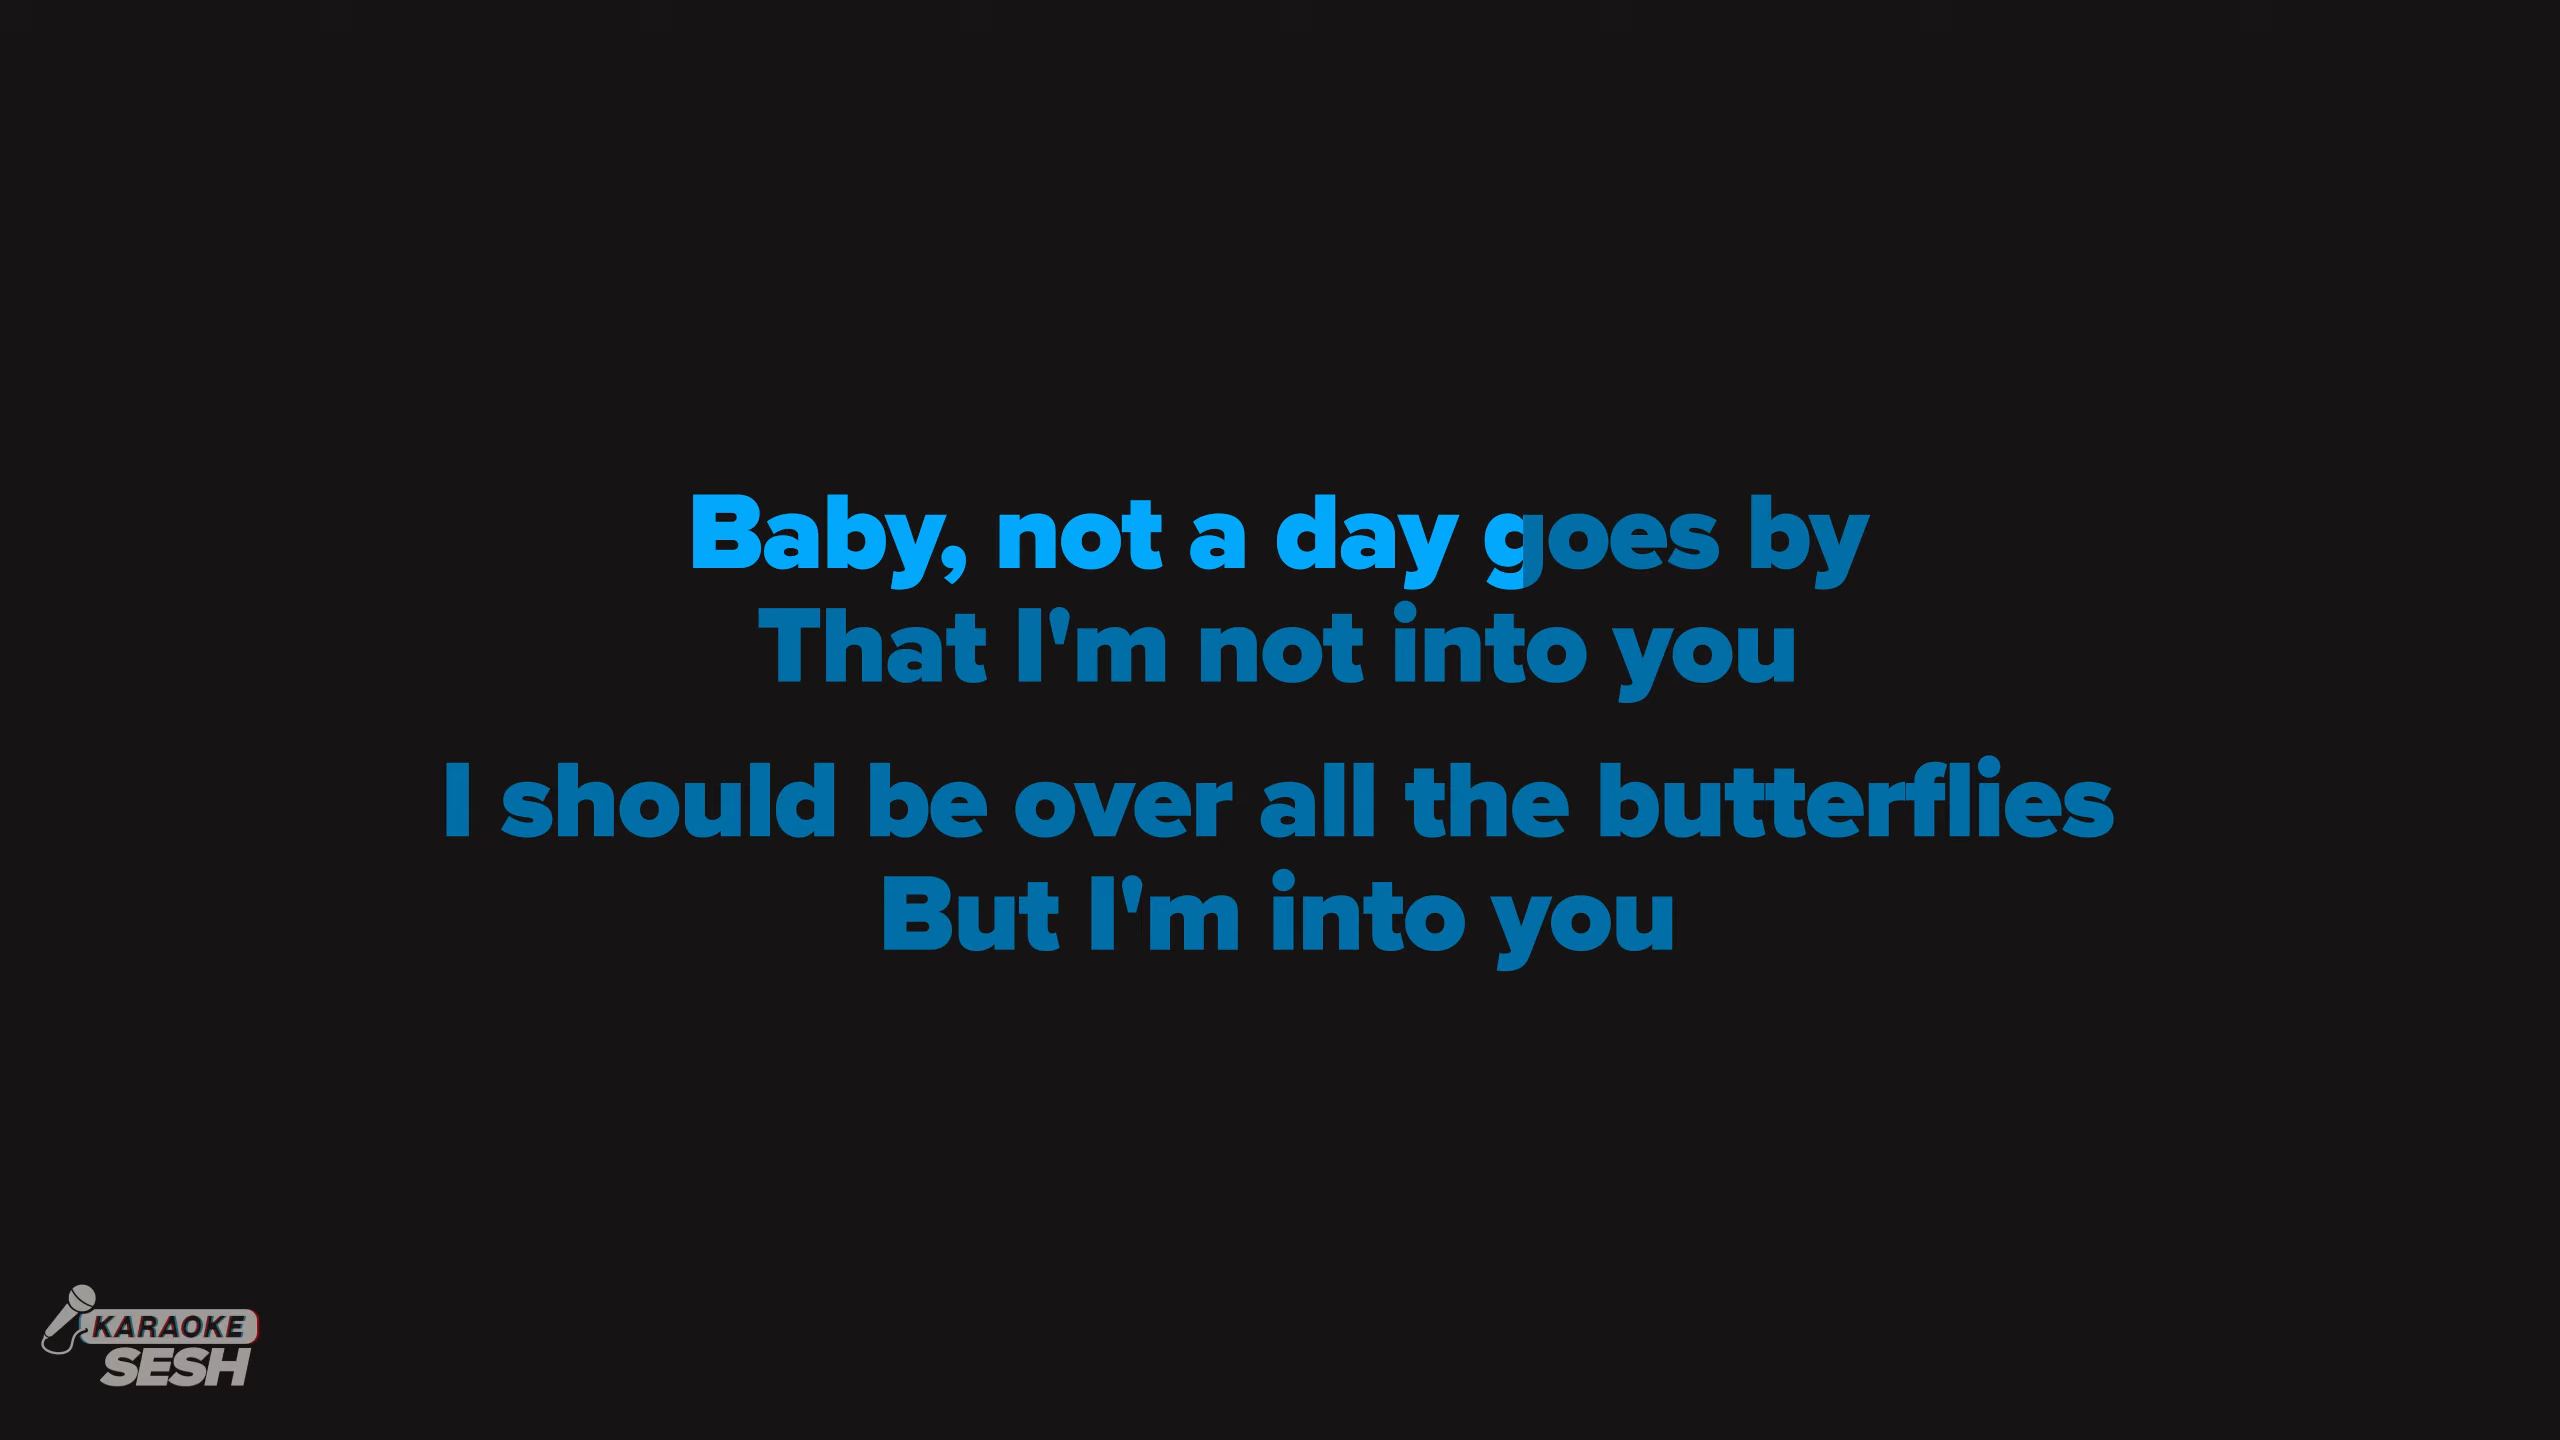 Baby, not a day goes by
That I'm not into you
I should be over all the butterflies
But I'm into you
KARAOKE
SESH